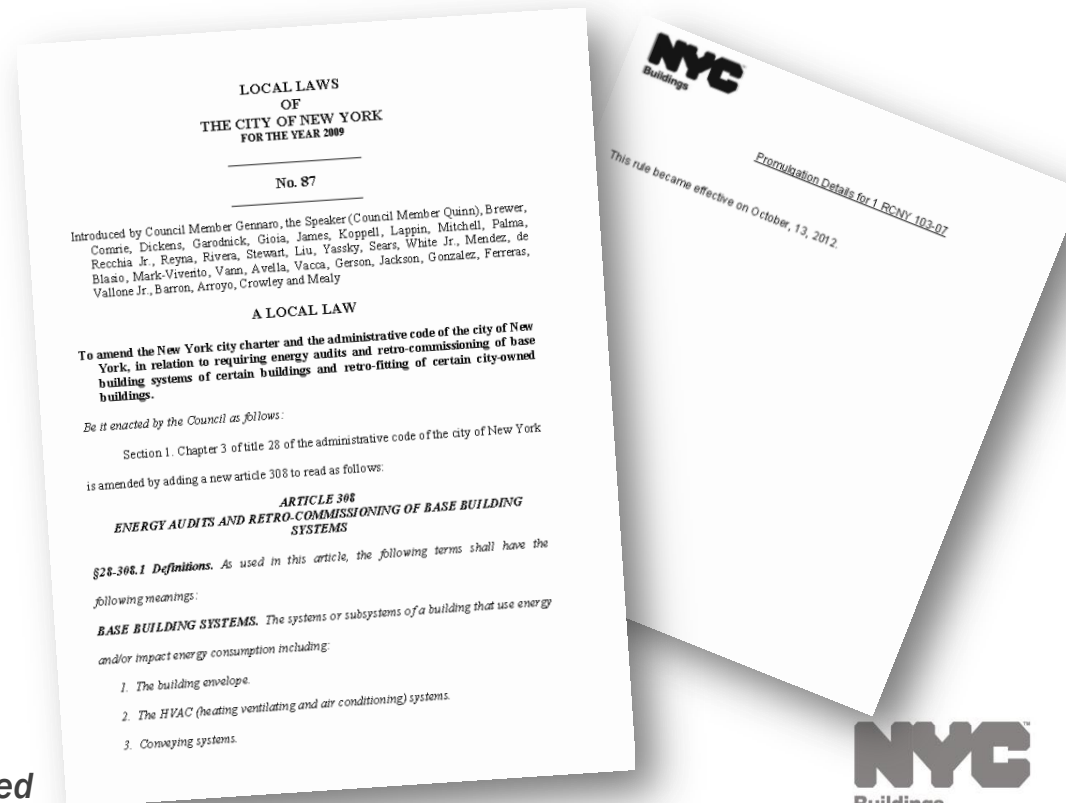 LOCAL LAWS
OF
THE CITY OF NEW YORK
FOR THE YEAR 2009
No. 87
Introduced by Council Member Gennaro, the Speaker (Council Member Quinn), Brewer,
Comrie, Dickens, Garodnick, Gioia, James, Koppell, Lappin, Mitchell, Palma,
Recchia Jr., Reyna, Rivera, Stewart, Liu, Yassky, Sears, White Jr., Mendez, de
Blasio, Mark-Viverito, Vann, Avella, Vacca, Gerson, Jackson, Gonzalez, Ferreras,
Vallone Jr., Barron, Arroyo, Crowley and Mealy
A LOCAL LAW
To amend the New York city charter and the administrative code of the city of New
York, in relation to requiring energy audits and retro-commissioning of base
building systems of certain buildings and retro-fitting of certain city-owned
buildings.
Be it enacted by the Council as follows:
Section 1. Chapter 3 of title 28 of the administrative code of the city of New York
is amended by adding a new article 308 to read as follows:
ARTICLE 308
ENERGY AUDITS AND RETRO-COMMISSIONING OF BASE BUILDING
SYSTEMS
§28-308.1 Definitions. As used in this article, the following terms shall have the
following meanings:
BASE BUILDING SYSTEMS. The systems or subsystems of a building that use energy
and/or impact energy consumption including:
1. The building envelope.
2. The HVAC (heating ventilating and air conditioning) systems.
3. Conveying systems.
NYC
Buildings
Promulgation Details for 1 RCNY 103-07
This rule became effective on October, 13, 2012.
ed
NYC™
Buildings